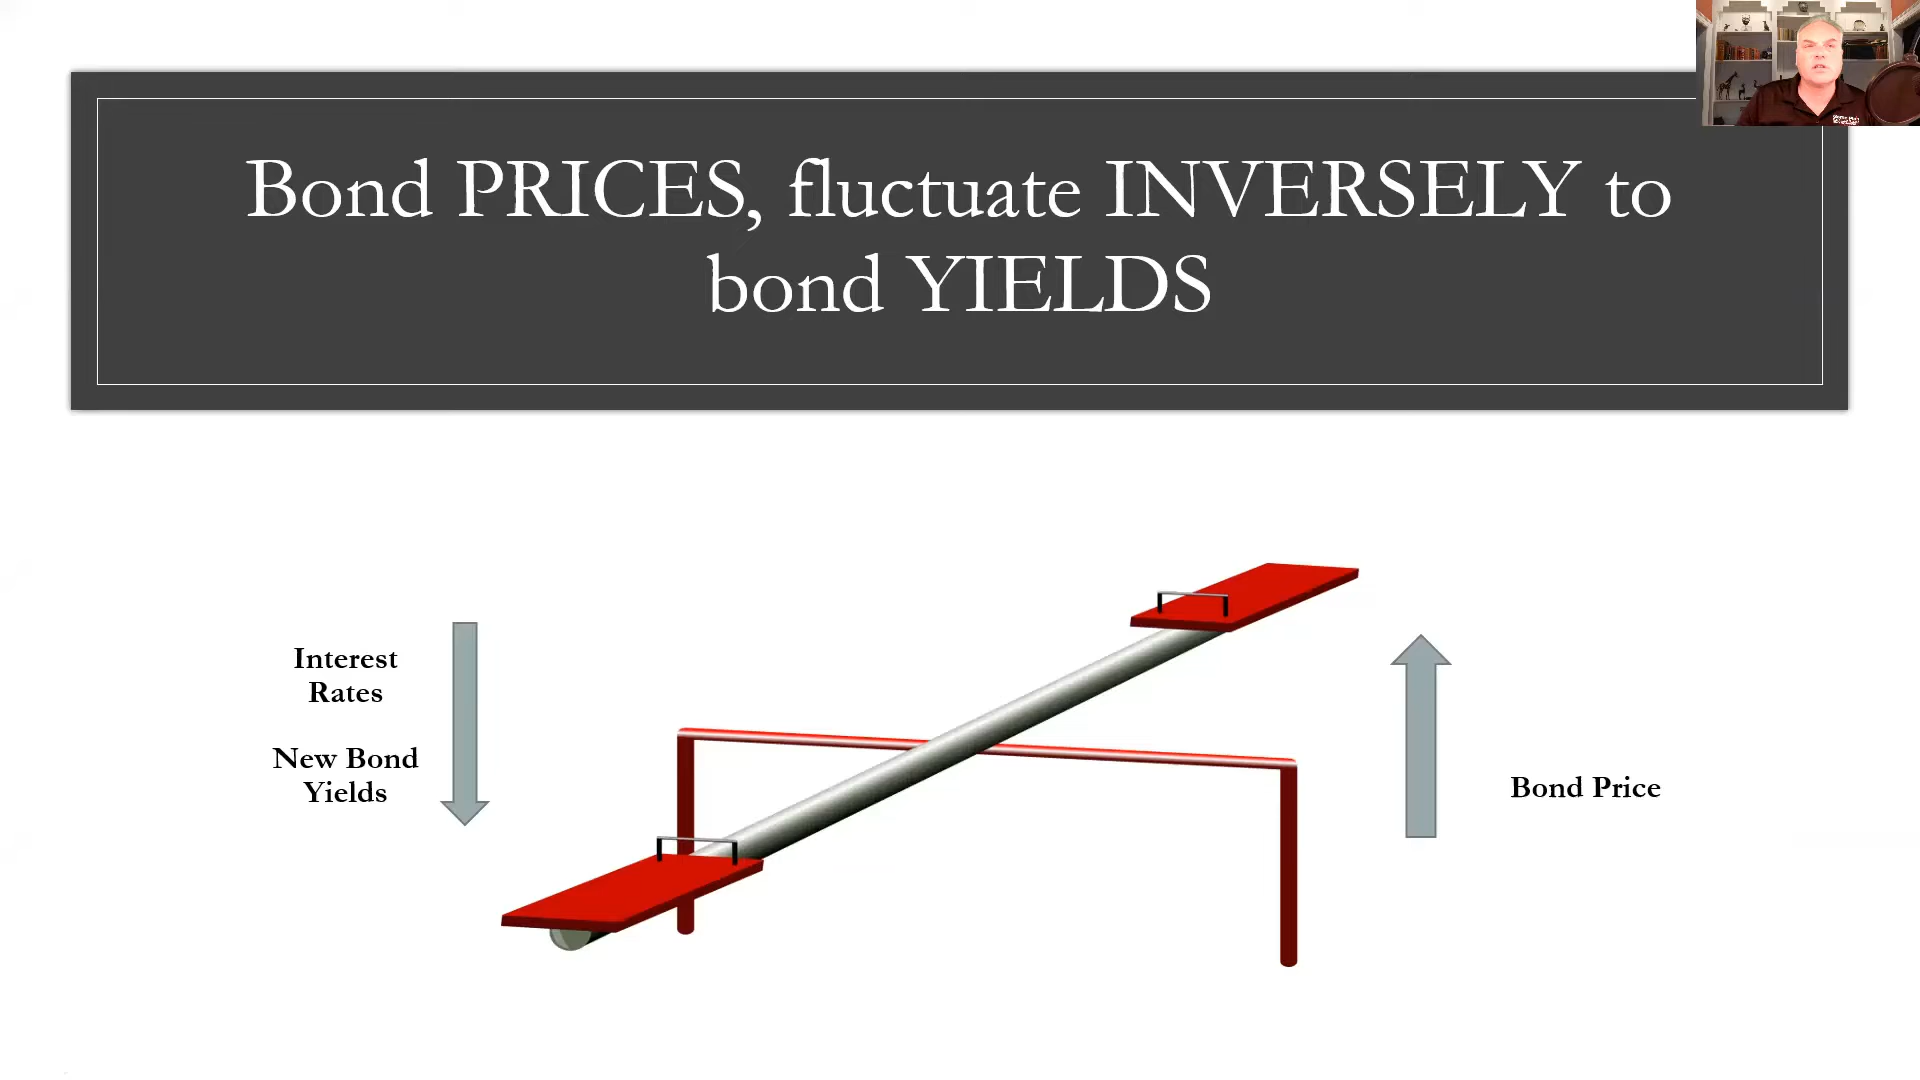 Bond PRICES, fluctuate INVERSELY to
bond YIELDS
Interest
Rates
New Bond
Yields
Bond Price